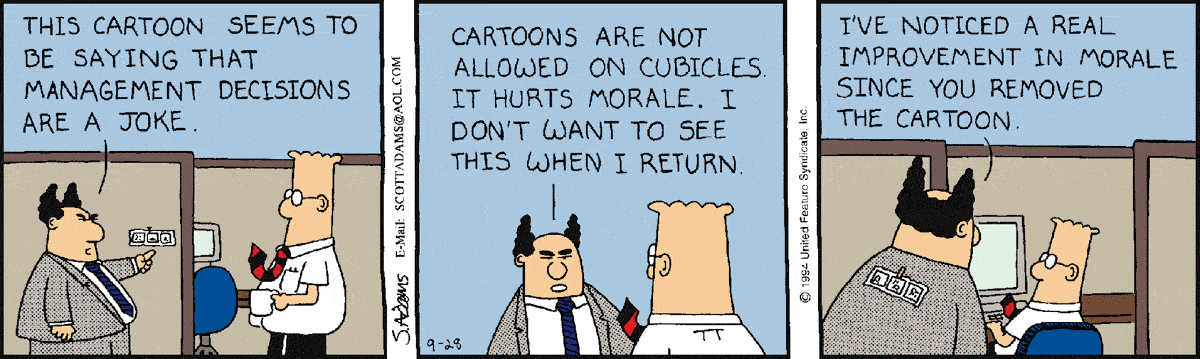 THIS CARTOON SEEMS TO
BE SAYING THAT
MANAGEMENT DECISIONS
ARE A JOKE.
S.Adams E-Mail: SCOTTADAMS@AOL.COM
CARTOONS ARE NOT
ALLOWED ON CUBICLES.
IT HURTS MORALE. I
DON'T WANT TO SEE
THIS WHEN I RETURN.
9-28
© 1994 United Feature Syndicate, Inc.
I'VE NOTICED A REAL
IMPROVEMENT IN MORALE
SINCE YOU REMOVED
THE CARTOON.